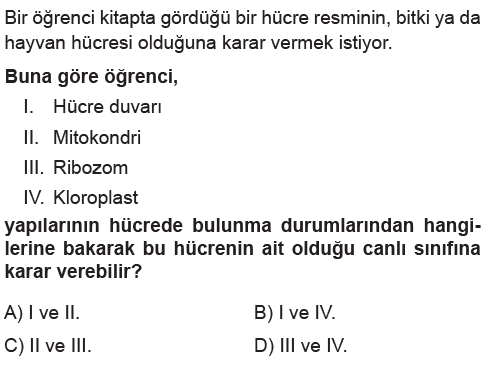 Bir öğrenci kitapta gördüğü bir hücre resminin, bitki ya da
hayvan hücresi olduğuna karar vermek istiyor.
Buna göre öğrenci,
I. Hücre duvarı
II. Mitokondri
III. Ribozom
IV. Kloroplast
yapılarının hücrede bulunma durumlarından hangi-
lerine bakarak bu hücrenin ait olduğu canlı sınıfına
karar verebilir?
A) I ve II. B) I ve IV.
C) II ve III. D) III ve IV.